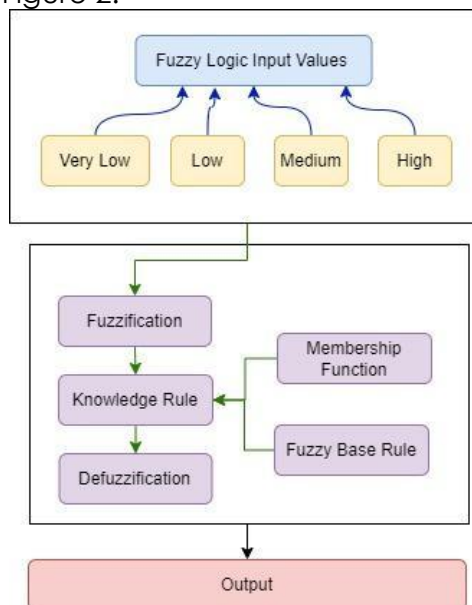 Figure 2.
Fuzzy Logic Input Values
Very Low
Low
Medium
High
Fuzzification
Membership
Function
Knowledge Rule
Fuzzy Base Rule
Defuzzification
Output